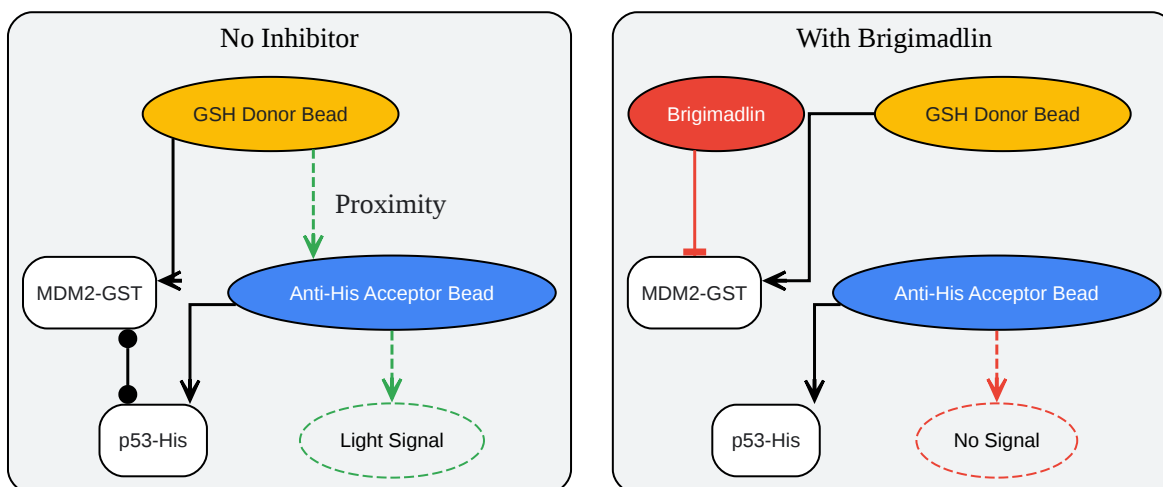 No Inhibitor
GSH Donor Bead
Proximity
MDM2-GST
Anti-His Acceptor Bead
p53-His
Light Signal
With Brigimadlin
Brigimadlin
GSH Donor Bead
MDM2-GST
Anti-His Acceptor Bead
p53-His
No Signal